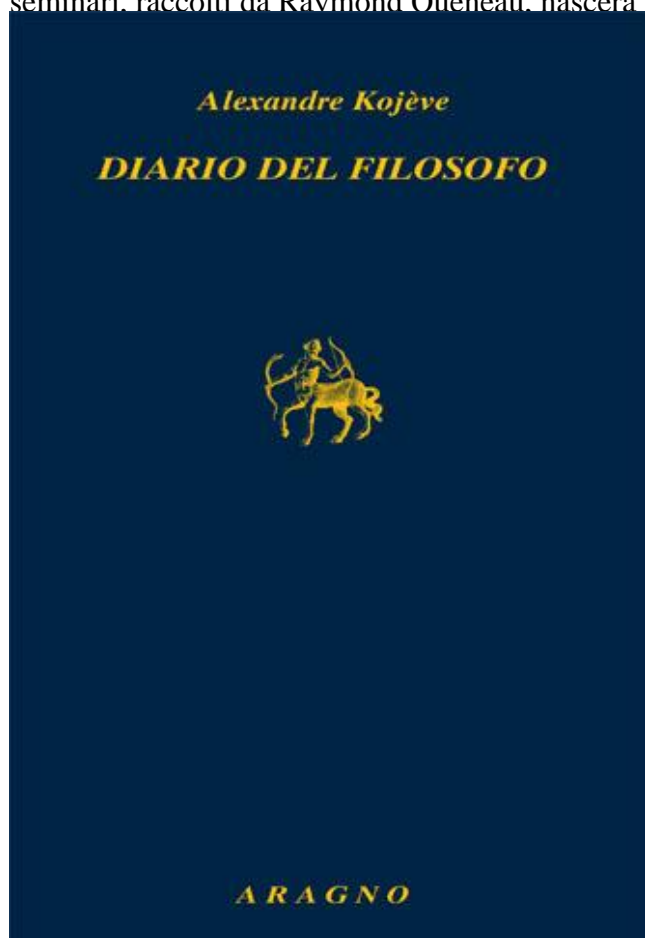 seminari, raccolti da Raymond Queneau, nascerà
Alexandre Kojève
DIARIO DEL FILOSOFO
ARAGNO